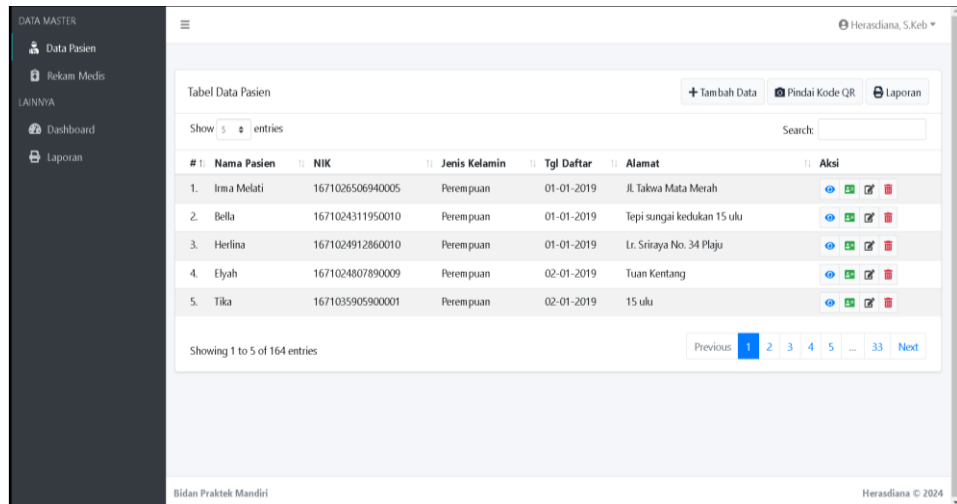 DATA MASTER
Data Pasien
Rekam Medis
LAINNYA
Dashboard
Laporan
Herasdiana, S.Keb
Tabel Data Pasien
Tambah Data Pindai Kode QR Laporan
Show 5 entries Search:
# Nama Pasien NIK Jenis Kelamin Tgl Daftar Alamat Aksi
1. Irma Melati 1671026506940005 Perempuan 01-01-2019 Jl. Takwa Mata Merah
2. Bella 1671024311950010 Perempuan 01-01-2019 Tepi sungai kedukan 15 ulu
3. Herlina 1671024912860010 Perempuan 01-01-2019 Lr. Sriraya No. 34 Plaju
4. Elyah 1671024807890009 Perempuan 02-01-2019 Tuan Kentang
5. Tika 1671035905900001 Perempuan 02-01-2019 15 ulu
Showing 1 to 5 of 164 entries Previous 1 2 3 4 5 ... 33 Next
Bidan Praktek Mandiri Herasdiana © 2024